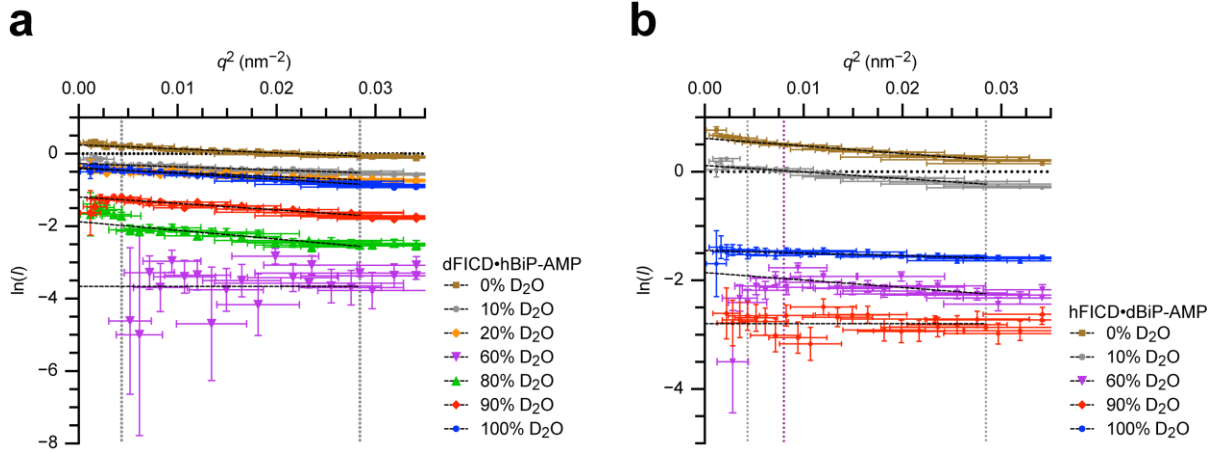 a
q² (nm⁻²)
0.00 0.01 0.02 0.03
0
−2
−4
−6
−8
ln(I)
dFICD•hBiP-AMP
0% D₂O
10% D₂O
20% D₂O
60% D₂O
80% D₂O
90% D₂O
100% D₂O
b
q² (nm⁻²)
0.00 0.01 0.02 0.03
0
−2
−4
ln(I)
hFICD•dBiP-AMP
0% D₂O
10% D₂O
60% D₂O
90% D₂O
100% D₂O